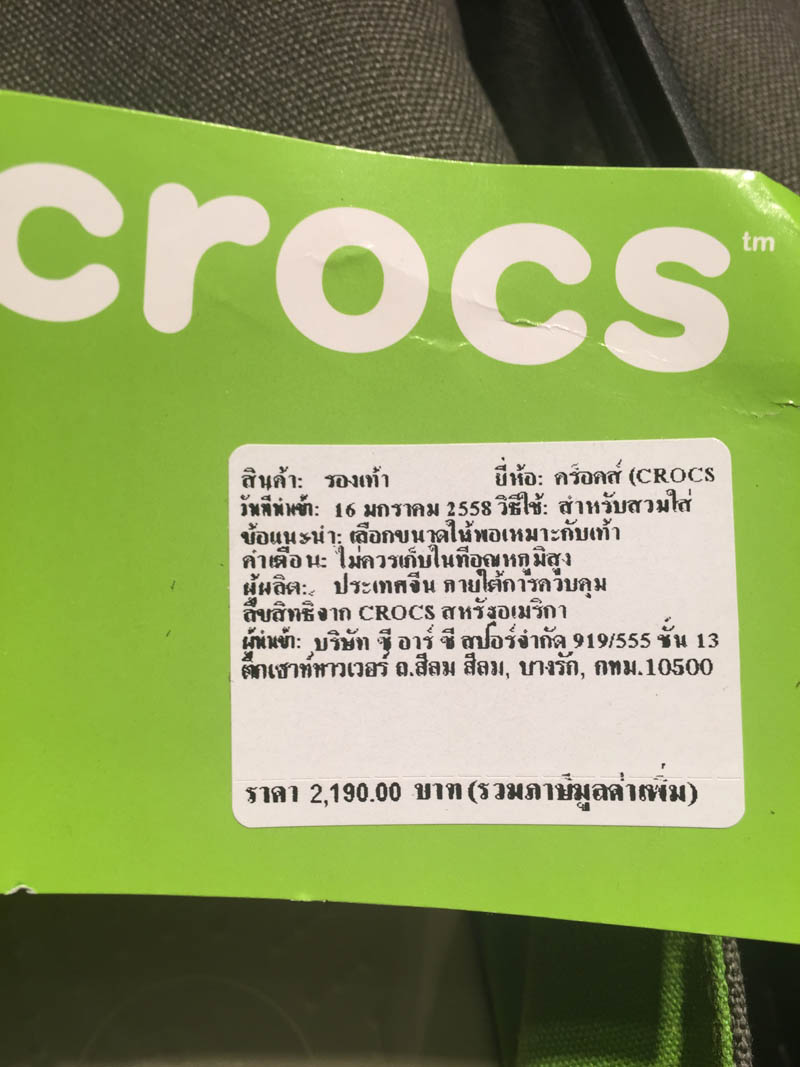 crocs™
สินค้า: รองเท้า ยี่ห้อ: คร็อคส์ (CROCS
วันที่นำเข้า: 16 มกราคม 2558 วิธีใช้: สำหรับสวมใส่
ข้อแนะนำ: เลือกขนาดให้พอเหมาะกับเท้า
คำเตือน: ไม่ควรเก็บในที่อุณหภูมิสูง
ผู้ผลิต: ประเทศจีน ภายใต้การควบคุม
ลิขสิทธิ์จาก CROCS สหรัฐอเมริกา
ผู้นำเข้า: บริษัท ซี อาร์ ซี สปอร์จำกัด 919/555 ชั้น 13
ตึกเซาท์ทาวเวอร์ ถ.สีลม สีลม, บางรัก, กทม.10500
ราคา 2,190.00 บาท (รวมภาษีมูลค่าเพิ่ม)